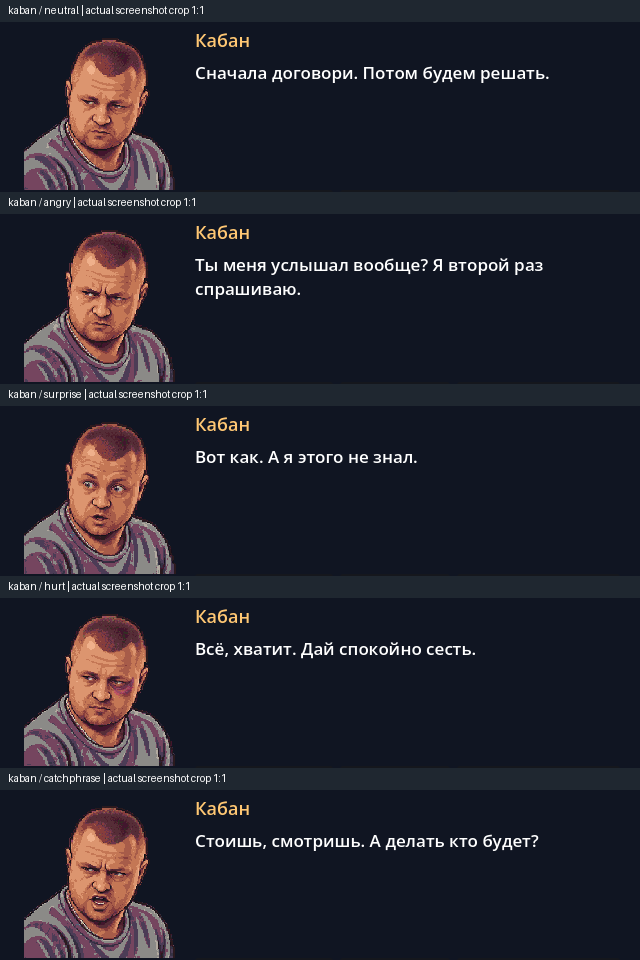 kaban / neutral | actual screenshot crop 1:1
Кабан
Сначала договори. Потом будем решать.
kaban / angry | actual screenshot crop 1:1
Кабан
Ты меня услышал вообще? Я второй раз
спрашиваю.
kaban / surprise | actual screenshot crop 1:1
Кабан
Вот как. А я этого не знал.
kaban / hurt | actual screenshot crop 1:1
Кабан
Всё, хватит. Дай спокойно сесть.
kaban / catchphrase | actual screenshot crop 1:1
Кабан
Стоишь, смотришь. А делать кто будет?